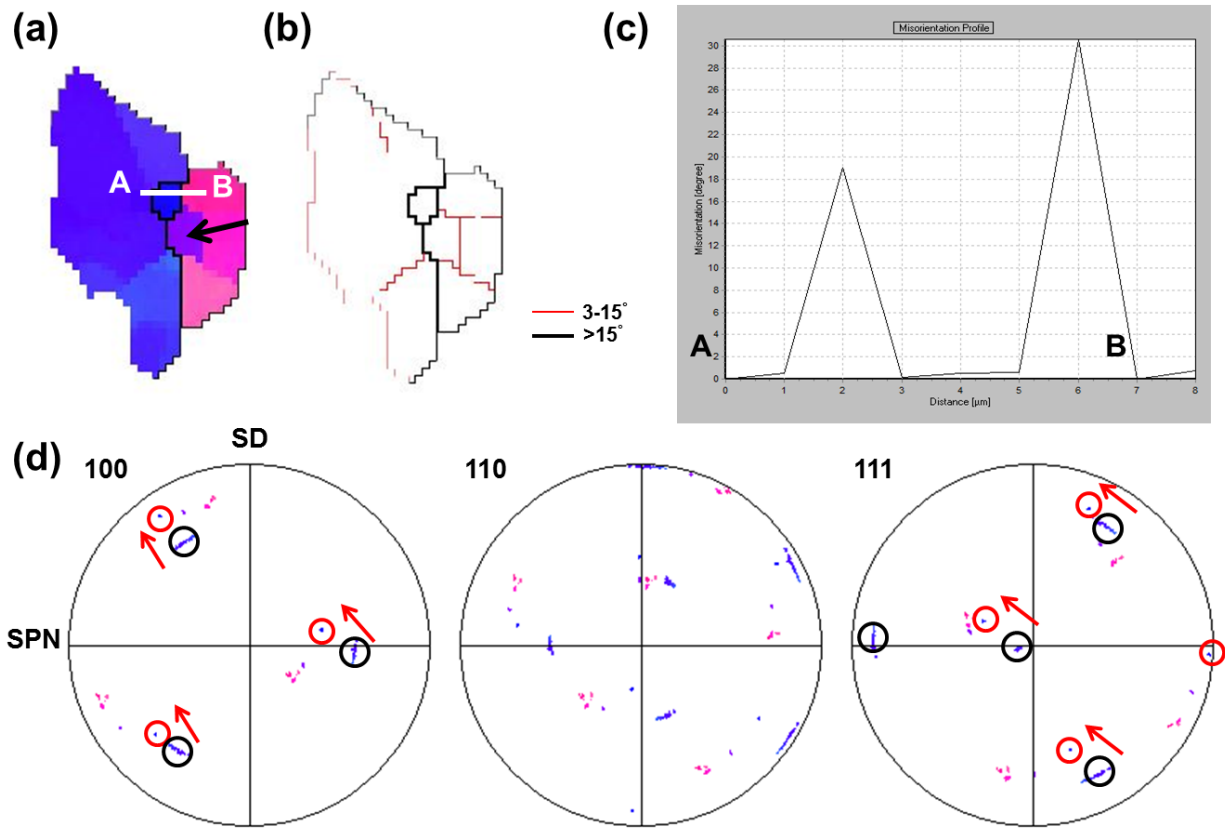 (a)
(b)
(c)
A
B
3-15°
>15°
Misorientation Profile
Misorientation [degree]
30
28
26
24
22
20
18
16
14
12
10
8
6
4
2
0
A
B
0
1
2
3
4
5
6
7
8
Distance [µm]
(d)
100
SD
110
111
SPN